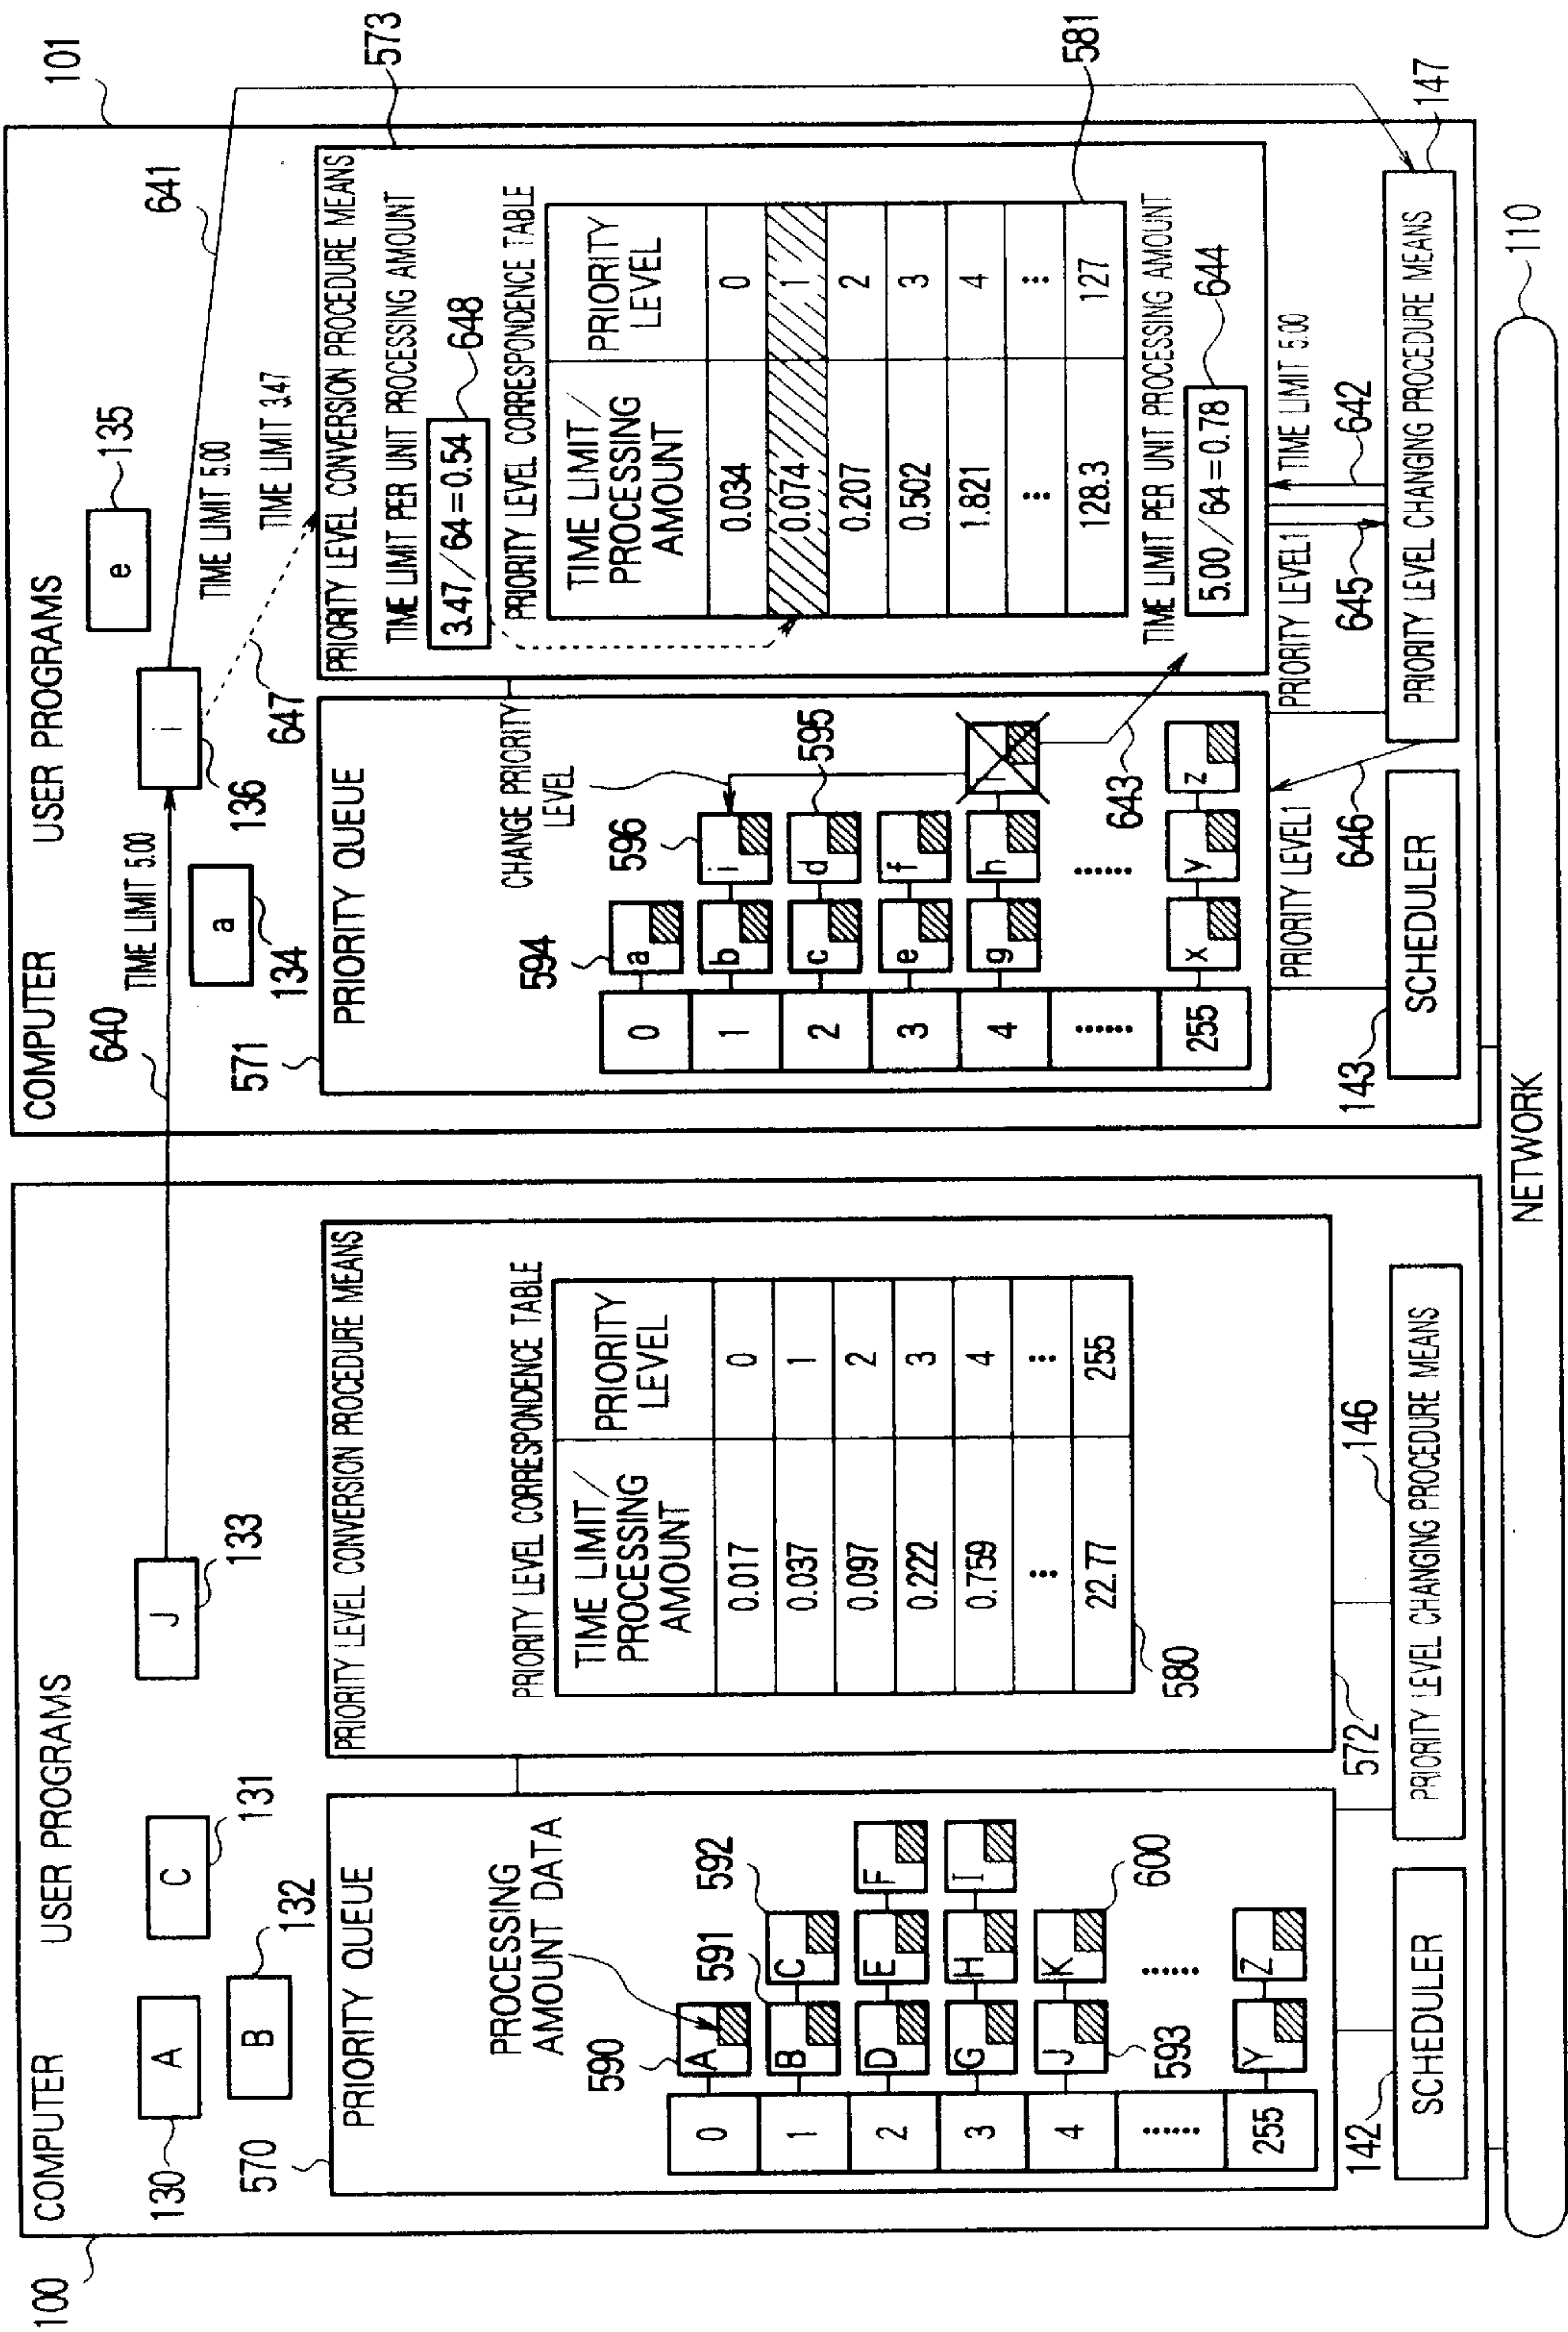 100
COMPUTER
USER PROGRAMS
A
130
B
132
C
131
J
133
640
TIME LIMIT 5.00
570
PRIORITY QUEUE
PROCESSING
AMOUNT DATA
590
591
592
0
A
1
B
C
2
D
E
F
3
G
H
I
4
J
K
593
600
......
......
255
Y
Z
PRIORITY LEVEL CONVERSION PROCEDURE MEANS
PRIORITY LEVEL CORRESPONDENCE TABLE
TIME LIMIT/
PROCESSING
AMOUNT
PRIORITY
LEVEL
0.017
0
0.037
1
0.097
2
0.222
3
0.759
4
...
...
22.77
255
580
572
142
SCHEDULER
146
PRIORITY LEVEL CHANGING PROCEDURE MEANS
101
COMPUTER
USER PROGRAMS
a
134
i
136
e
135
641
TIME LIMIT 5.00
647
TIME LIMIT 3.47
571
PRIORITY QUEUE
CHANGE PRIORITY
LEVEL
594
596
595
0
a
1
b
i
2
c
d
3
e
f
4
g
h
i
643
......
......
255
x
y
z
573
PRIORITY LEVEL CONVERSION PROCEDURE MEANS
TIME LIMIT PER UNIT PROCESSING AMOUNT
3.47/64=0.54
648
PRIORITY LEVEL CORRESPONDENCE TABLE
TIME LIMIT/
PROCESSING
AMOUNT
PRIORITY
LEVEL
0.034
0
0.074
1
0.207
2
0.502
3
1.821
4
...
...
128.3
127
581
TIME LIMIT PER UNIT PROCESSING AMOUNT
5.00/64=0.78
644
PRIORITY LEVEL1
646
PRIORITY LEVEL1
645
TIME LIMIT 5.00
642
143
SCHEDULER
PRIORITY LEVEL CHANGING PROCEDURE MEANS
147
NETWORK
110